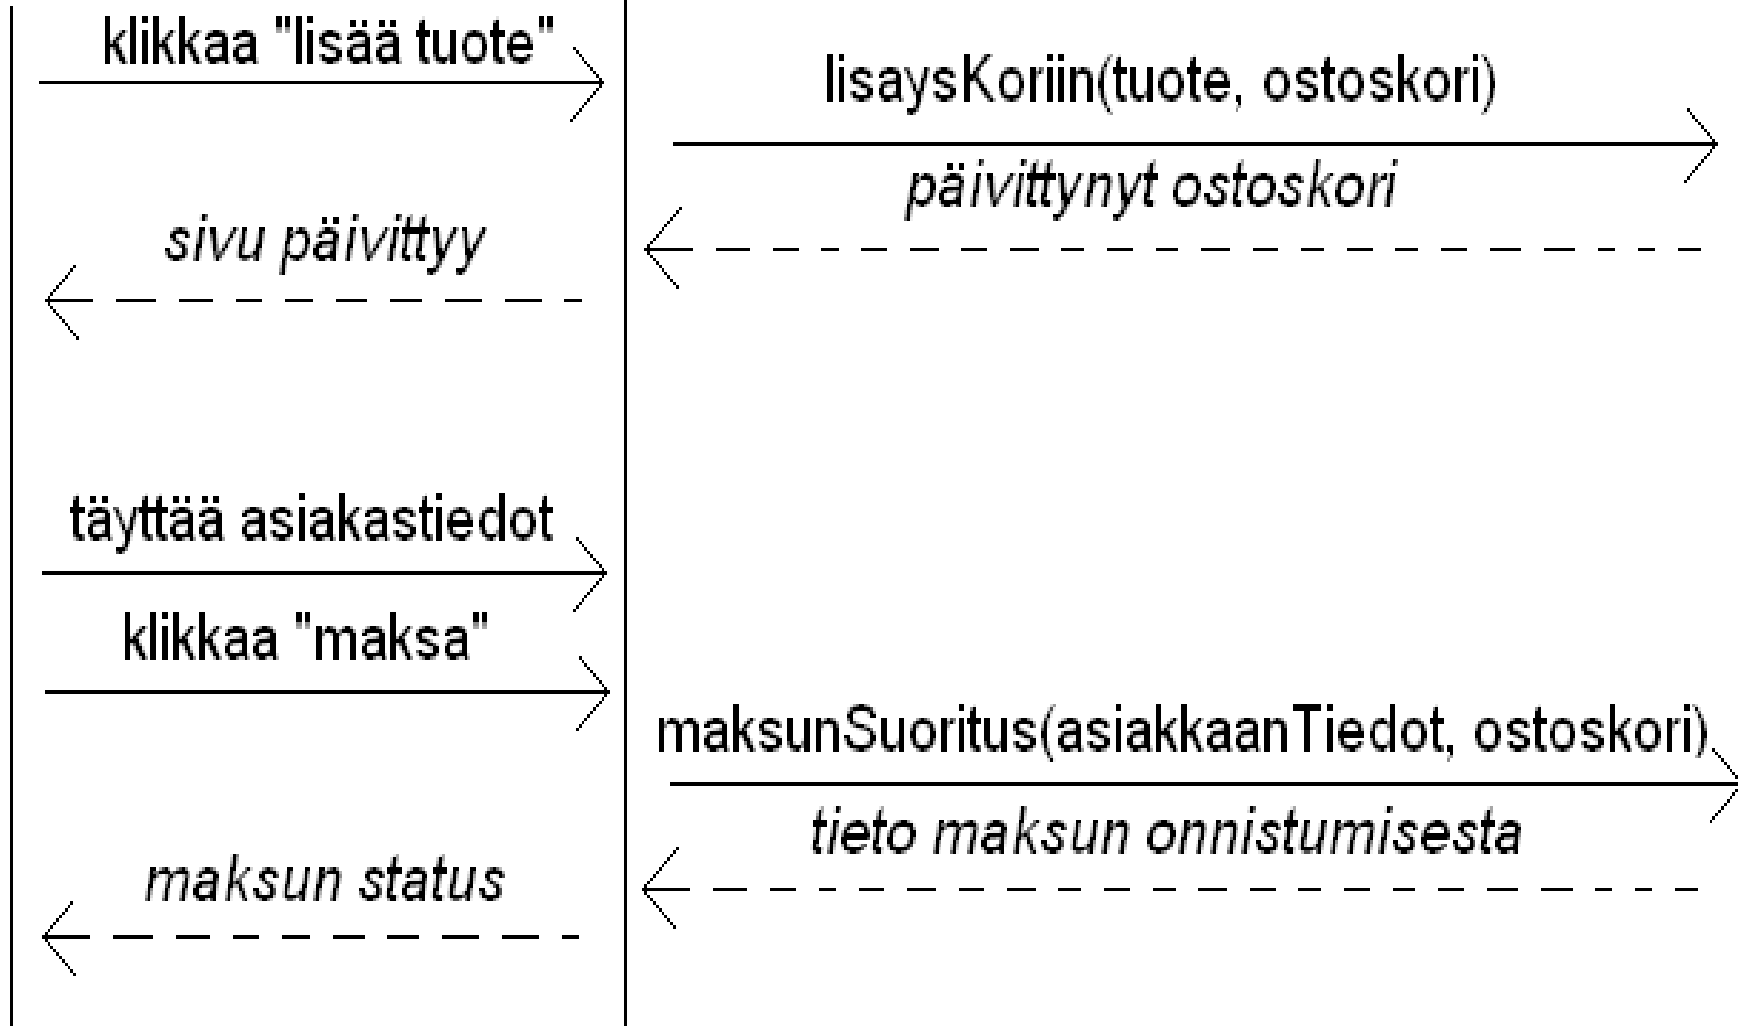 klikkaa "lisää tuote"
lisaysKoriin(tuote, ostoskori)
päivittynyt ostoskori
sivu päivittyy
täyttää asiakastiedot
klikkaa "maksa"
maksunSuoritus(asiakkaanTiedot, ostoskori)
tieto maksun onnistumisesta
maksun status